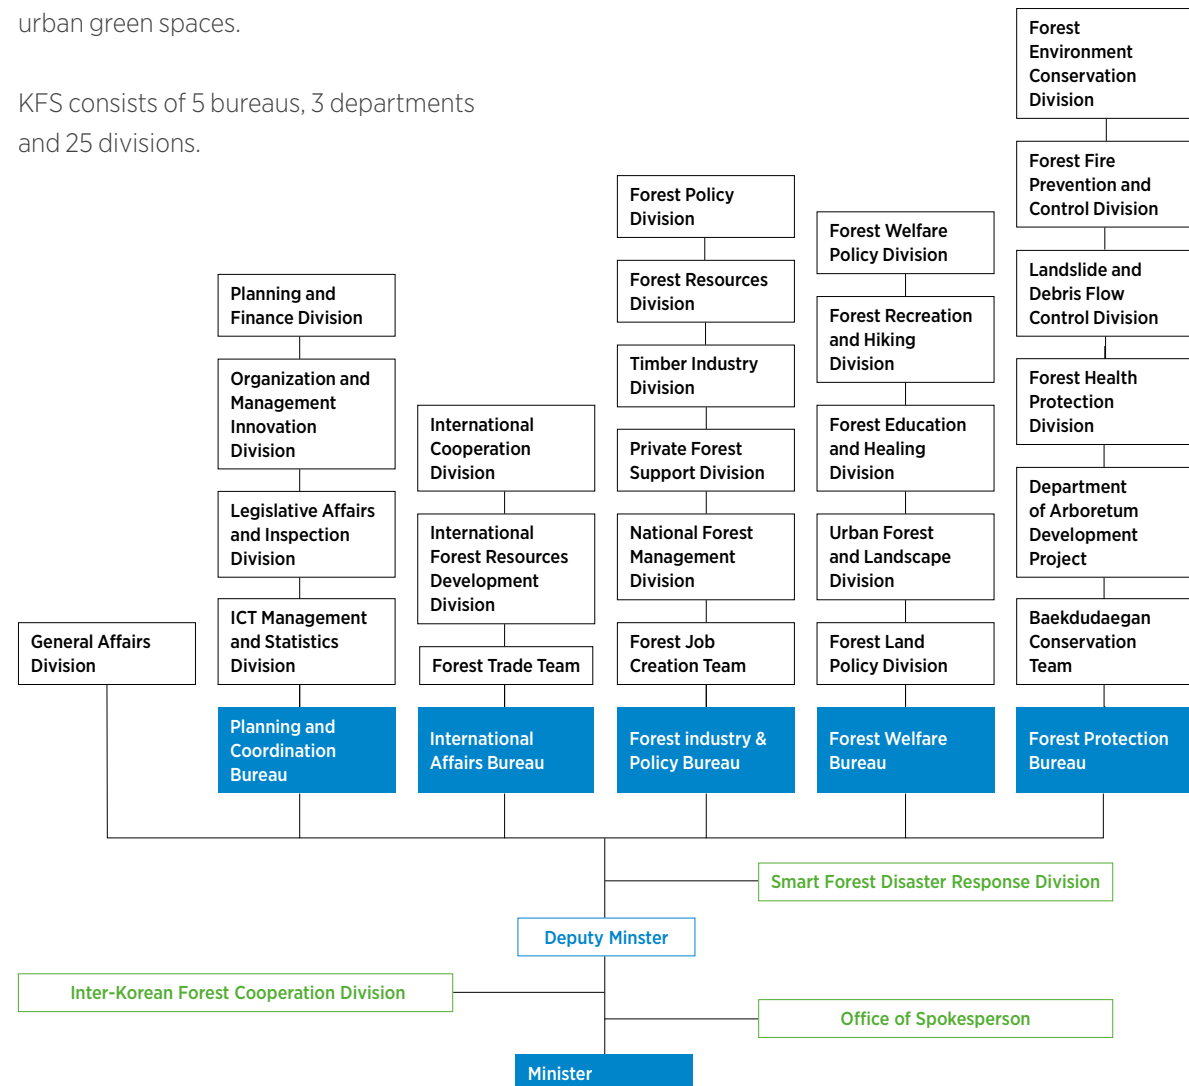 urban green spaces.
KFS consists of 5 bureaus, 3 departments
and 25 divisions.
Forest
Environment
Conservation
Division
Forest Fire
Prevention and
Control Division
Landslide and
Debris Flow
Control Division
Forest Health
Protection
Division
Department
of Arboretum
Development
Project
Baekdudaegan
Conservation
Team
Forest Protection
Bureau
Forest Welfare
Policy Division
Forest Recreation
and Hiking
Division
Forest Education
and Healing
Division
Urban Forest
and Landscape
Division
Forest Land
Policy Division
Forest Welfare
Bureau
Forest Policy
Division
Forest Resources
Division
Timber Industry
Division
Private Forest
Support Division
National Forest
Management
Division
Forest Job
Creation Team
Forest industry &
Policy Bureau
International
Cooperation
Division
International
Forest Resources
Development
Division
Forest Trade Team
International
Affairs Bureau
Planning and
Finance Division
Organization and
Management
Innovation
Division
Legislative Affairs
and Inspection
Division
ICT Management
and Statistics
Division
Planning and
Coordination
Bureau
General Affairs
Division
Smart Forest Disaster Response Division
Deputy Minster
Inter-Korean Forest Cooperation Division
Office of Spokesperson
Minister